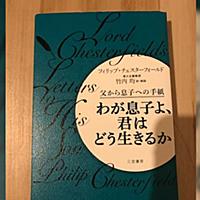 Lord
Chesterfield's
Letters to His
Son
フィリップ・チェスターフィールド
竹内 均
父から息子への手紙
わが息子よ、
君は
どう生きるか
三笠書房
Philip
Chesterfield